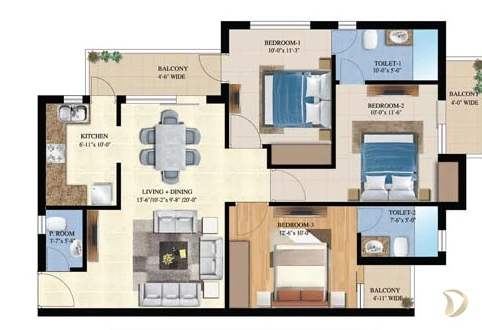 BEDROOM-1
10'-0"x 11'-3"
TOILET-1
10'-0"x 5'-0"
BALCONY
4'-6" WIDE
BALCONY
4'-0" WIDE
BEDROOM-2
10'-0"x 11'-6"
KITCHEN
6'-11"x 10'-0"
LIVING + DINING
13'-6/10'-2"x 9'-8 /20'-0"
P. ROOM
3'-7"x 5'-8"
TOILET-2
7'-6"x 5'-0"
BEDROOM-3
12'-6"x 10'-0"
BALCONY
4'-11" WIDE